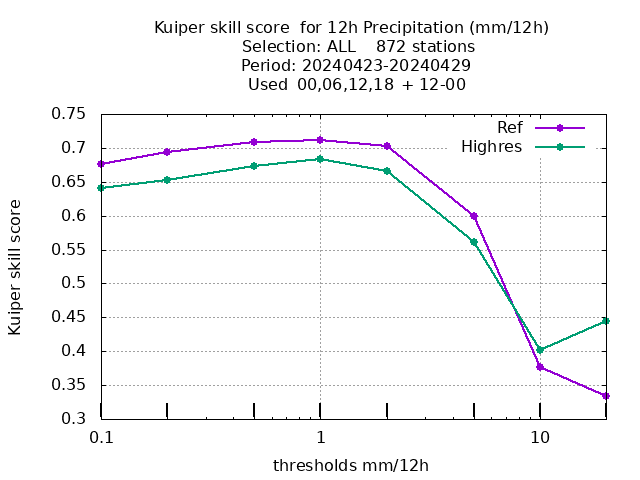 Kuiper skill score  for 12h Precipitation (mm/12h)
Selection: ALL    872 stations
Period: 20240423-20240429
Used  00,06,12,18  + 12-00
Ref
Highres
Kuiper skill score
0.75
0.7
0.65
0.6
0.55
0.5
0.45
0.4
0.35
0.3
0.1
1
10
thresholds mm/12h